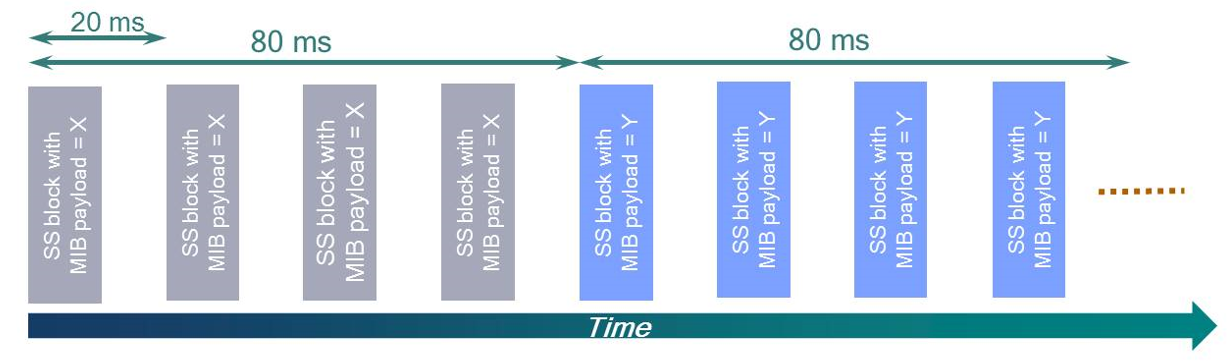 20 ms
80 ms
80 ms
SS block with
MIB payload = X
SS block with
MIB payload = X
SS block with
MIB payload = X
SS block with
MIB payload = X
SS block with
MIB payload = Y
SS block with
MIB payload = Y
SS block with
MIB payload = Y
SS block with
MIB payload = Y
Time